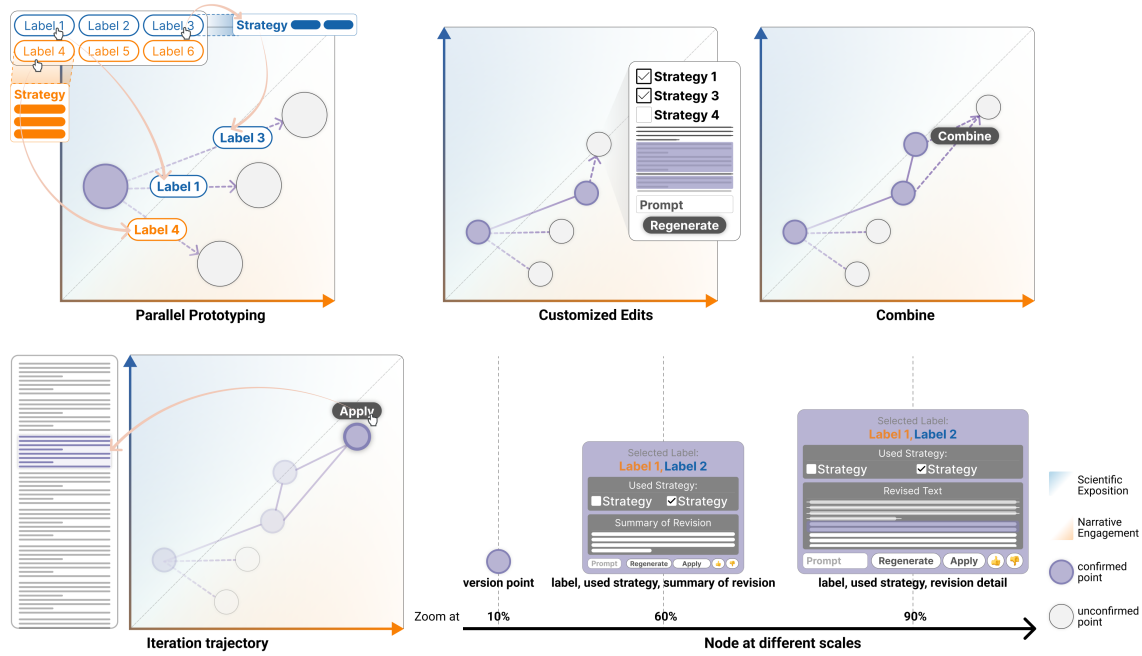 Label 1
Label 2
Label 3
Strategy
Label 4
Label 5
Label 6
Strategy
Label 3
Label 1
Label 4
Parallel Prototyping
Strategy 1
Strategy 3
Strategy 4
Prompt
Regenerate
Customized Edits
Combine
Combine
Apply
Iteration trajectory
version point
Selected Label:
Label 1, Label 2
Used Strategy:
Strategy
Strategy
Summary of Revision
Prompt
Regenerate
Apply
label, used strategy, summary of revision
Selected Label:
Label 1, Label 2
Used Strategy:
Strategy
Strategy
Revised Text
Prompt
Regenerate
Apply
label, used strategy, revision detail
Zoom at
10%
60%
90%
Node at different scales
Scientific
Exposition
Narrative
Engagement
confirmed
point
unconfirmed
point